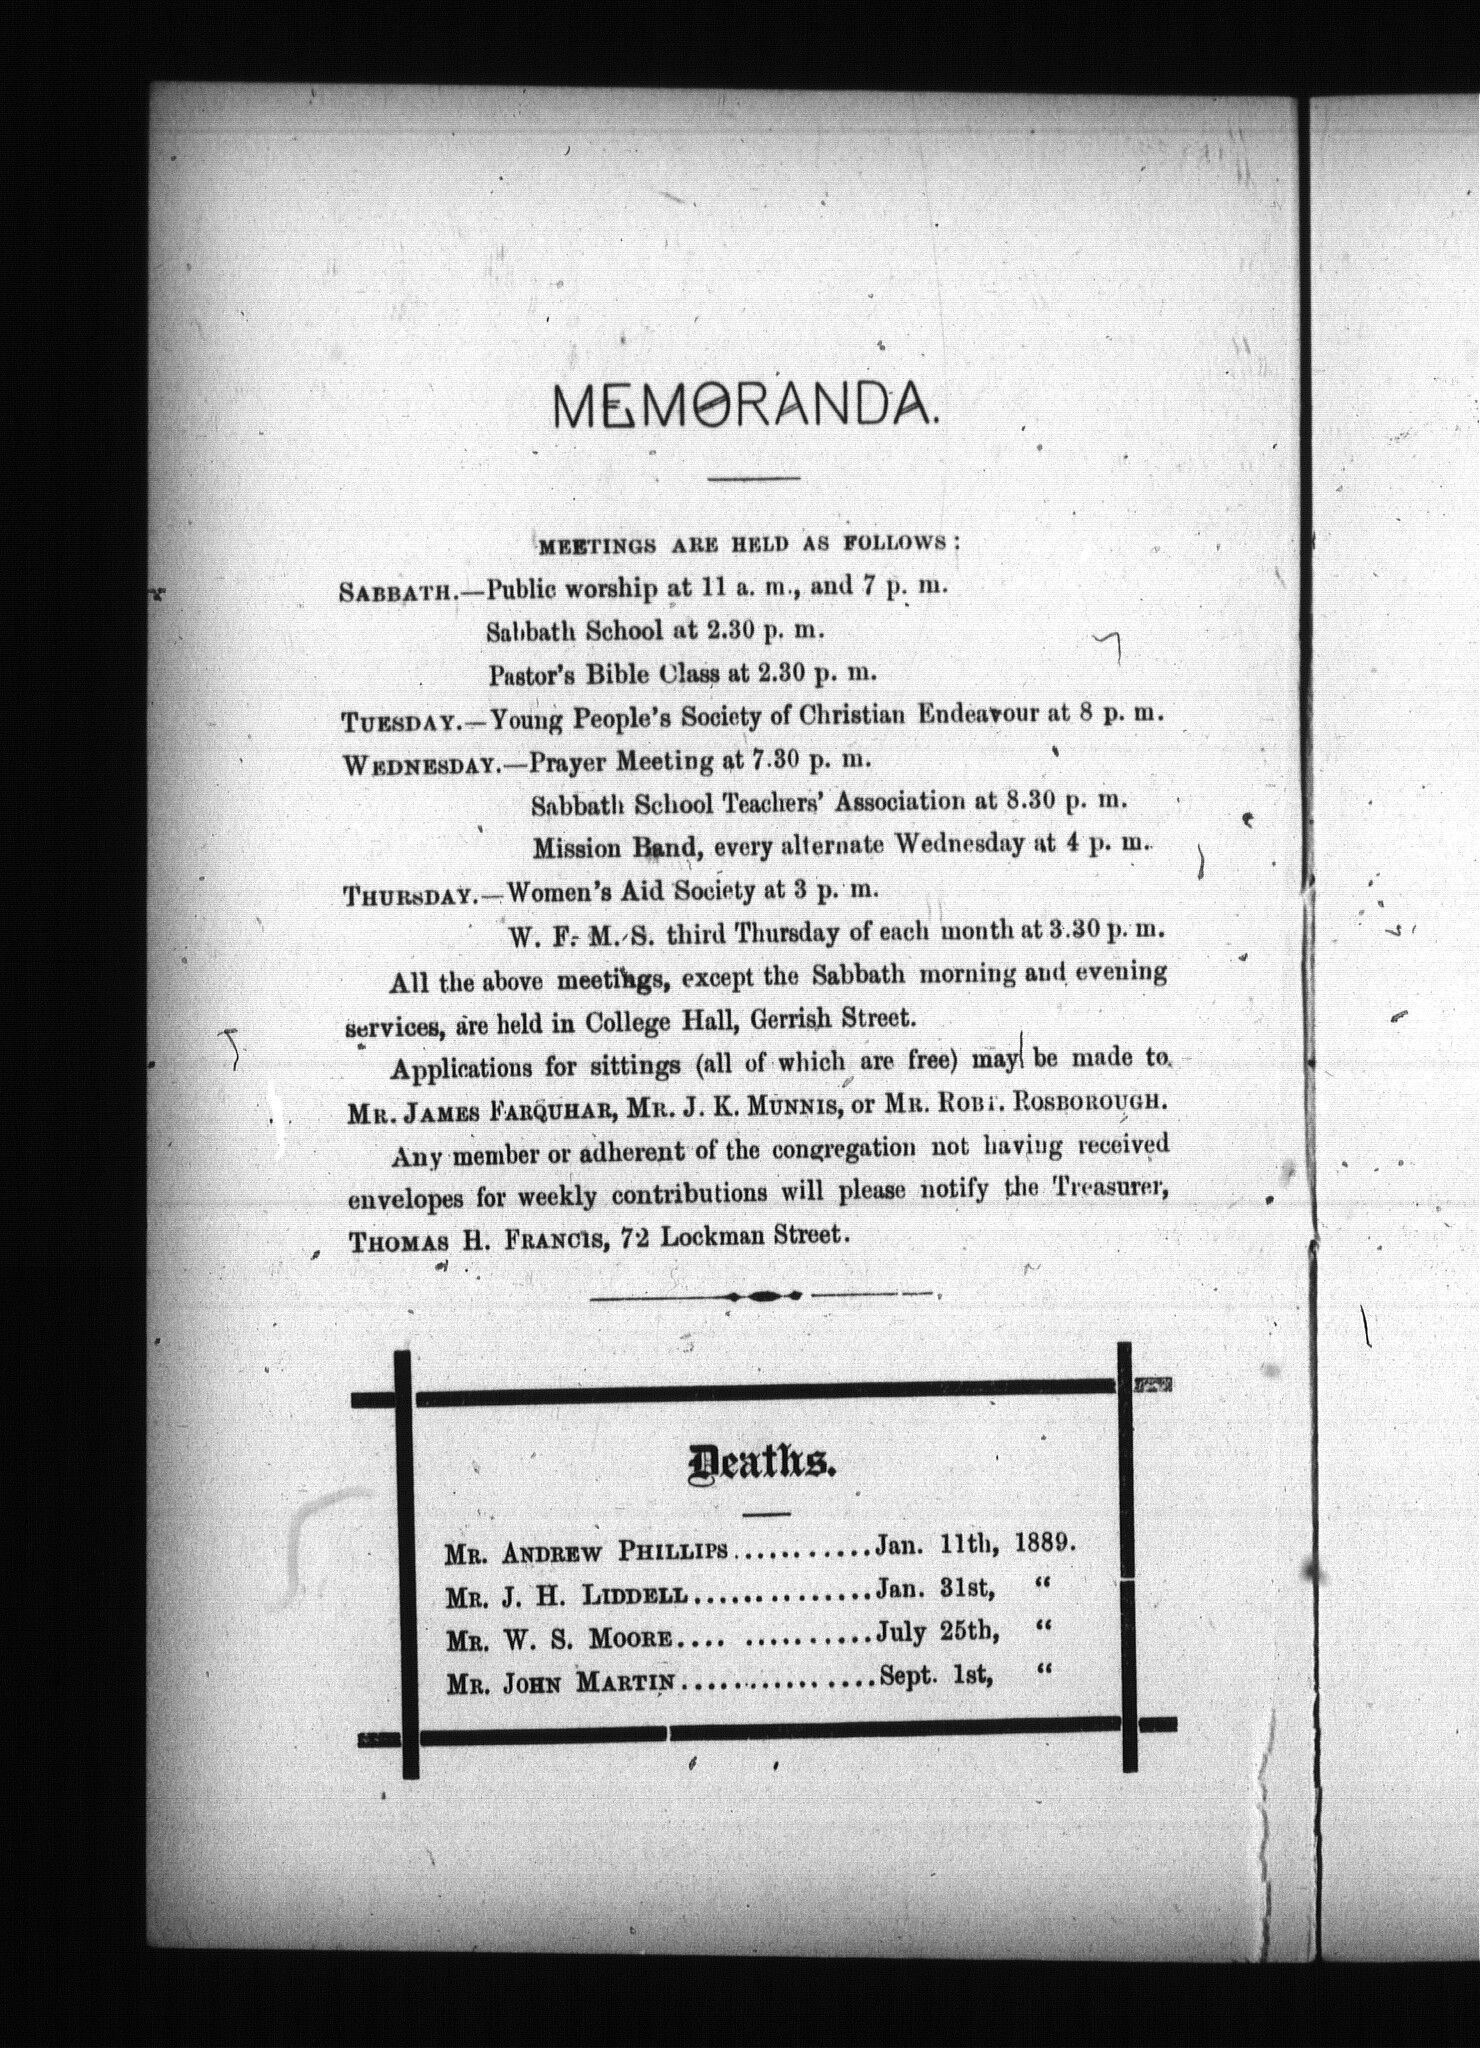 MEMORANDA.
MEETINGS ARE HELD AS FOLLOWS:
SABBATH.—Public worship at 11 a. m., and 7 p. m.
Sabbath School at 2.30 p. m.
Pastor's Bible Class at 2.30 p. m.
TUESDAY.—Young People's Society of Christian Endeavour at 8 p. m.
WEDNESDAY.—Prayer Meeting at 7.30 p. m.
Sabbath School Teachers' Association at 8.30 p. m.
Mission Band, every alternate Wednesday at 4 p. m.
THURSDAY.—Women's Aid Society at 3 p. m.
W. F. M. S. third Thursday of each month at 3.30 p. m.
All the above meetings, except the Sabbath morning and evening
services, are held in College Hall, Gerrish Street.
Applications for sittings (all of which are free) may be made to
MR. JAMES FARQUHAR, MR. J. K. MUNNIS, or MR. ROBT. ROSBOROUGH.
Any member or adherent of the congregation not having received
envelopes for weekly contributions will please notify the Treasurer,
THOMAS H. FRANCIS, 72 Lockman Street.
Deaths.
MR. ANDREW PHILLIPS...........Jan. 11th, 1889.
MR. J. H. LIDDELL..............Jan. 31st, "
MR. W. S. MOORE.... ..........July 25th, "
MR. JOHN MARTIN...............Sept. 1st, "